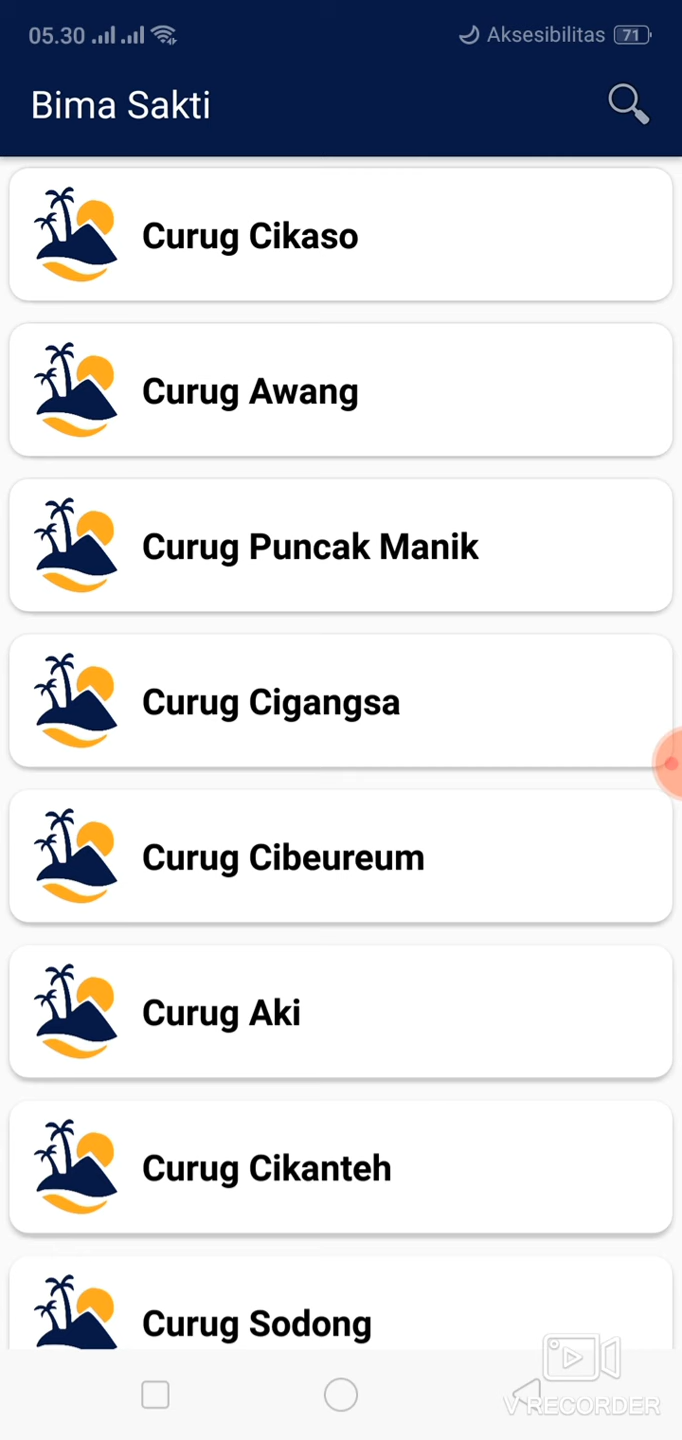 05.30
Aksesibilitas
71
Bima Sakti
Curug Cikaso
Curug Awang
Curug Puncak Manik
Curug Cigangsa
Curug Cibeureum
Curug Aki
Curug Cikanteh
Curug Sodong
V RECORDER